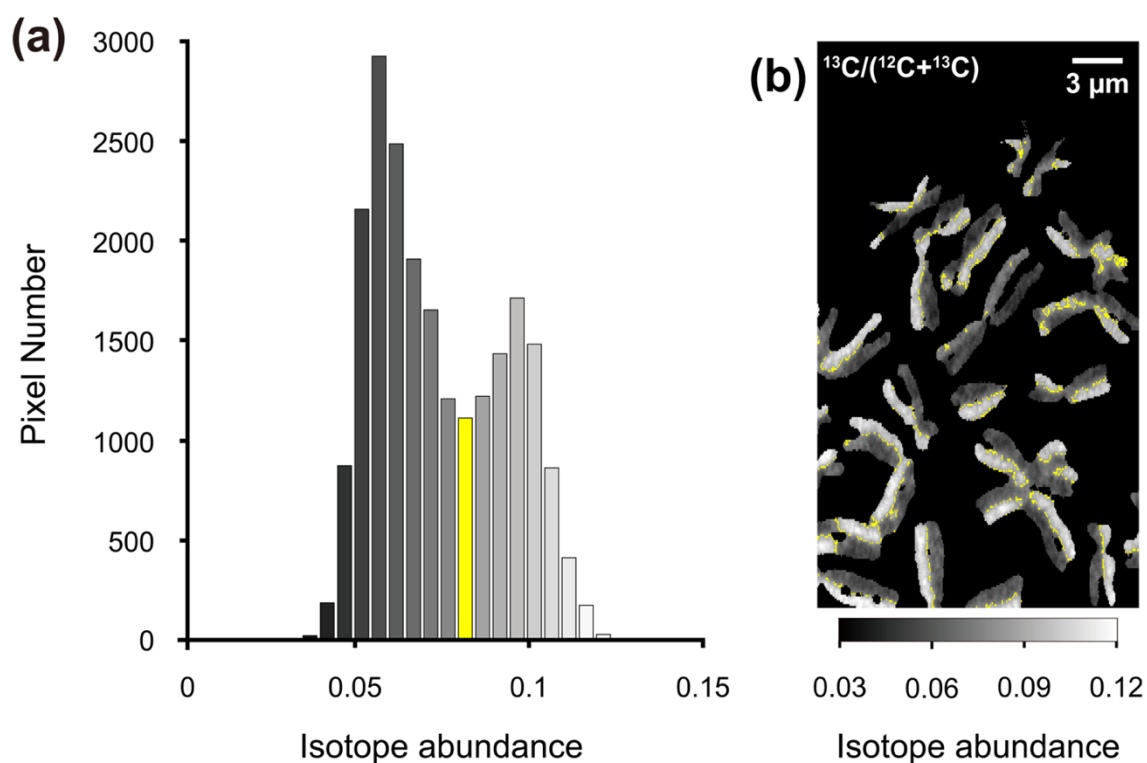 (a)
3000
2500
2000
1500
1000
500
0
Pixel Number
0 0.05 0.1 0.15
Isotope abundance
(b)
¹³C/(¹²C+¹³C)
3 µm
0.03 0.06 0.09 0.12
Isotope abundance